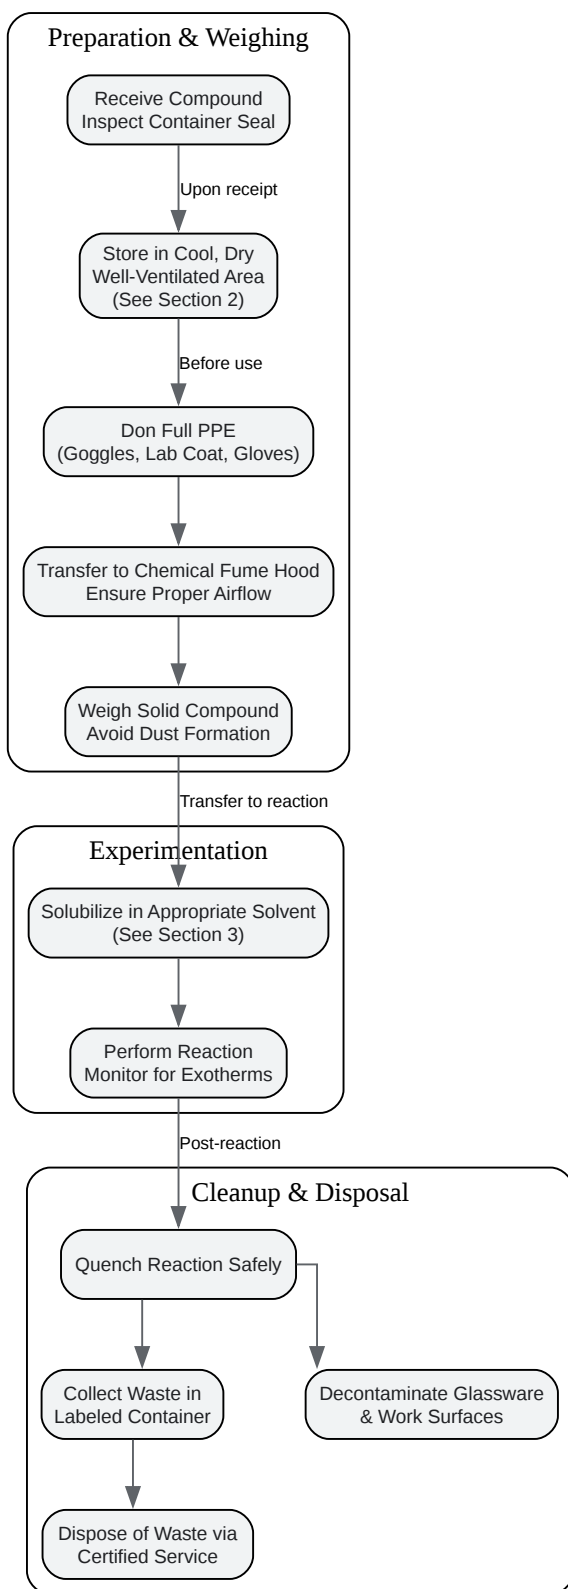 Preparation & Weighing
Receive Compound
Inspect Container Seal
Upon receipt
Store in Cool, Dry
Well-Ventilated Area
(See Section 2)
Before use
Don Full PPE
(Goggles, Lab Coat, Gloves)
Transfer to Chemical Fume Hood
Ensure Proper Airflow
Weigh Solid Compound
Avoid Dust Formation
Transfer to reaction
Experimentation
Solubilize in Appropriate Solvent
(See Section 3)
Perform Reaction
Monitor for Exotherms
Post-reaction
Cleanup & Disposal
Quench Reaction Safely
Collect Waste in
Labeled Container
Decontaminate Glassware
& Work Surfaces
Dispose of Waste via
Certified Service